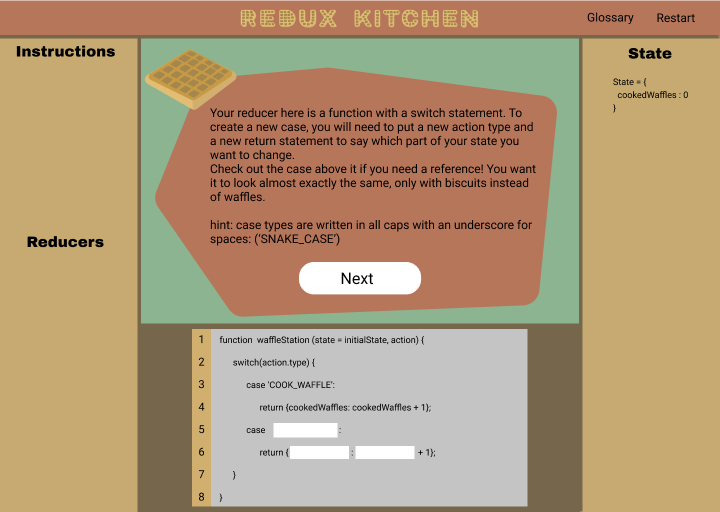 REDUX KITCHEN
Glossary
Restart
Instructions
Reducers
Your reducer here is a function with a switch statement. To
create a new case, you will need to put a new action type and
a new return statement to say which part of your state you
want to change.
Check out the case above it if you need a reference! You want
it to look almost exactly the same, only with biscuits instead
of waffles.
hint: case types are written in all caps with an underscore for
spaces: ('SNAKE_CASE')
Next
State
State = {
cookedWaffles : 0
}
1 function waffleStation (state = initialState, action) {
2 switch(action.type) {
3 case 'COOK_WAFFLE':
4 return {cookedWaffles: cookedWaffles + 1};
5 case :
6 return { : + 1};
7 }
8 }